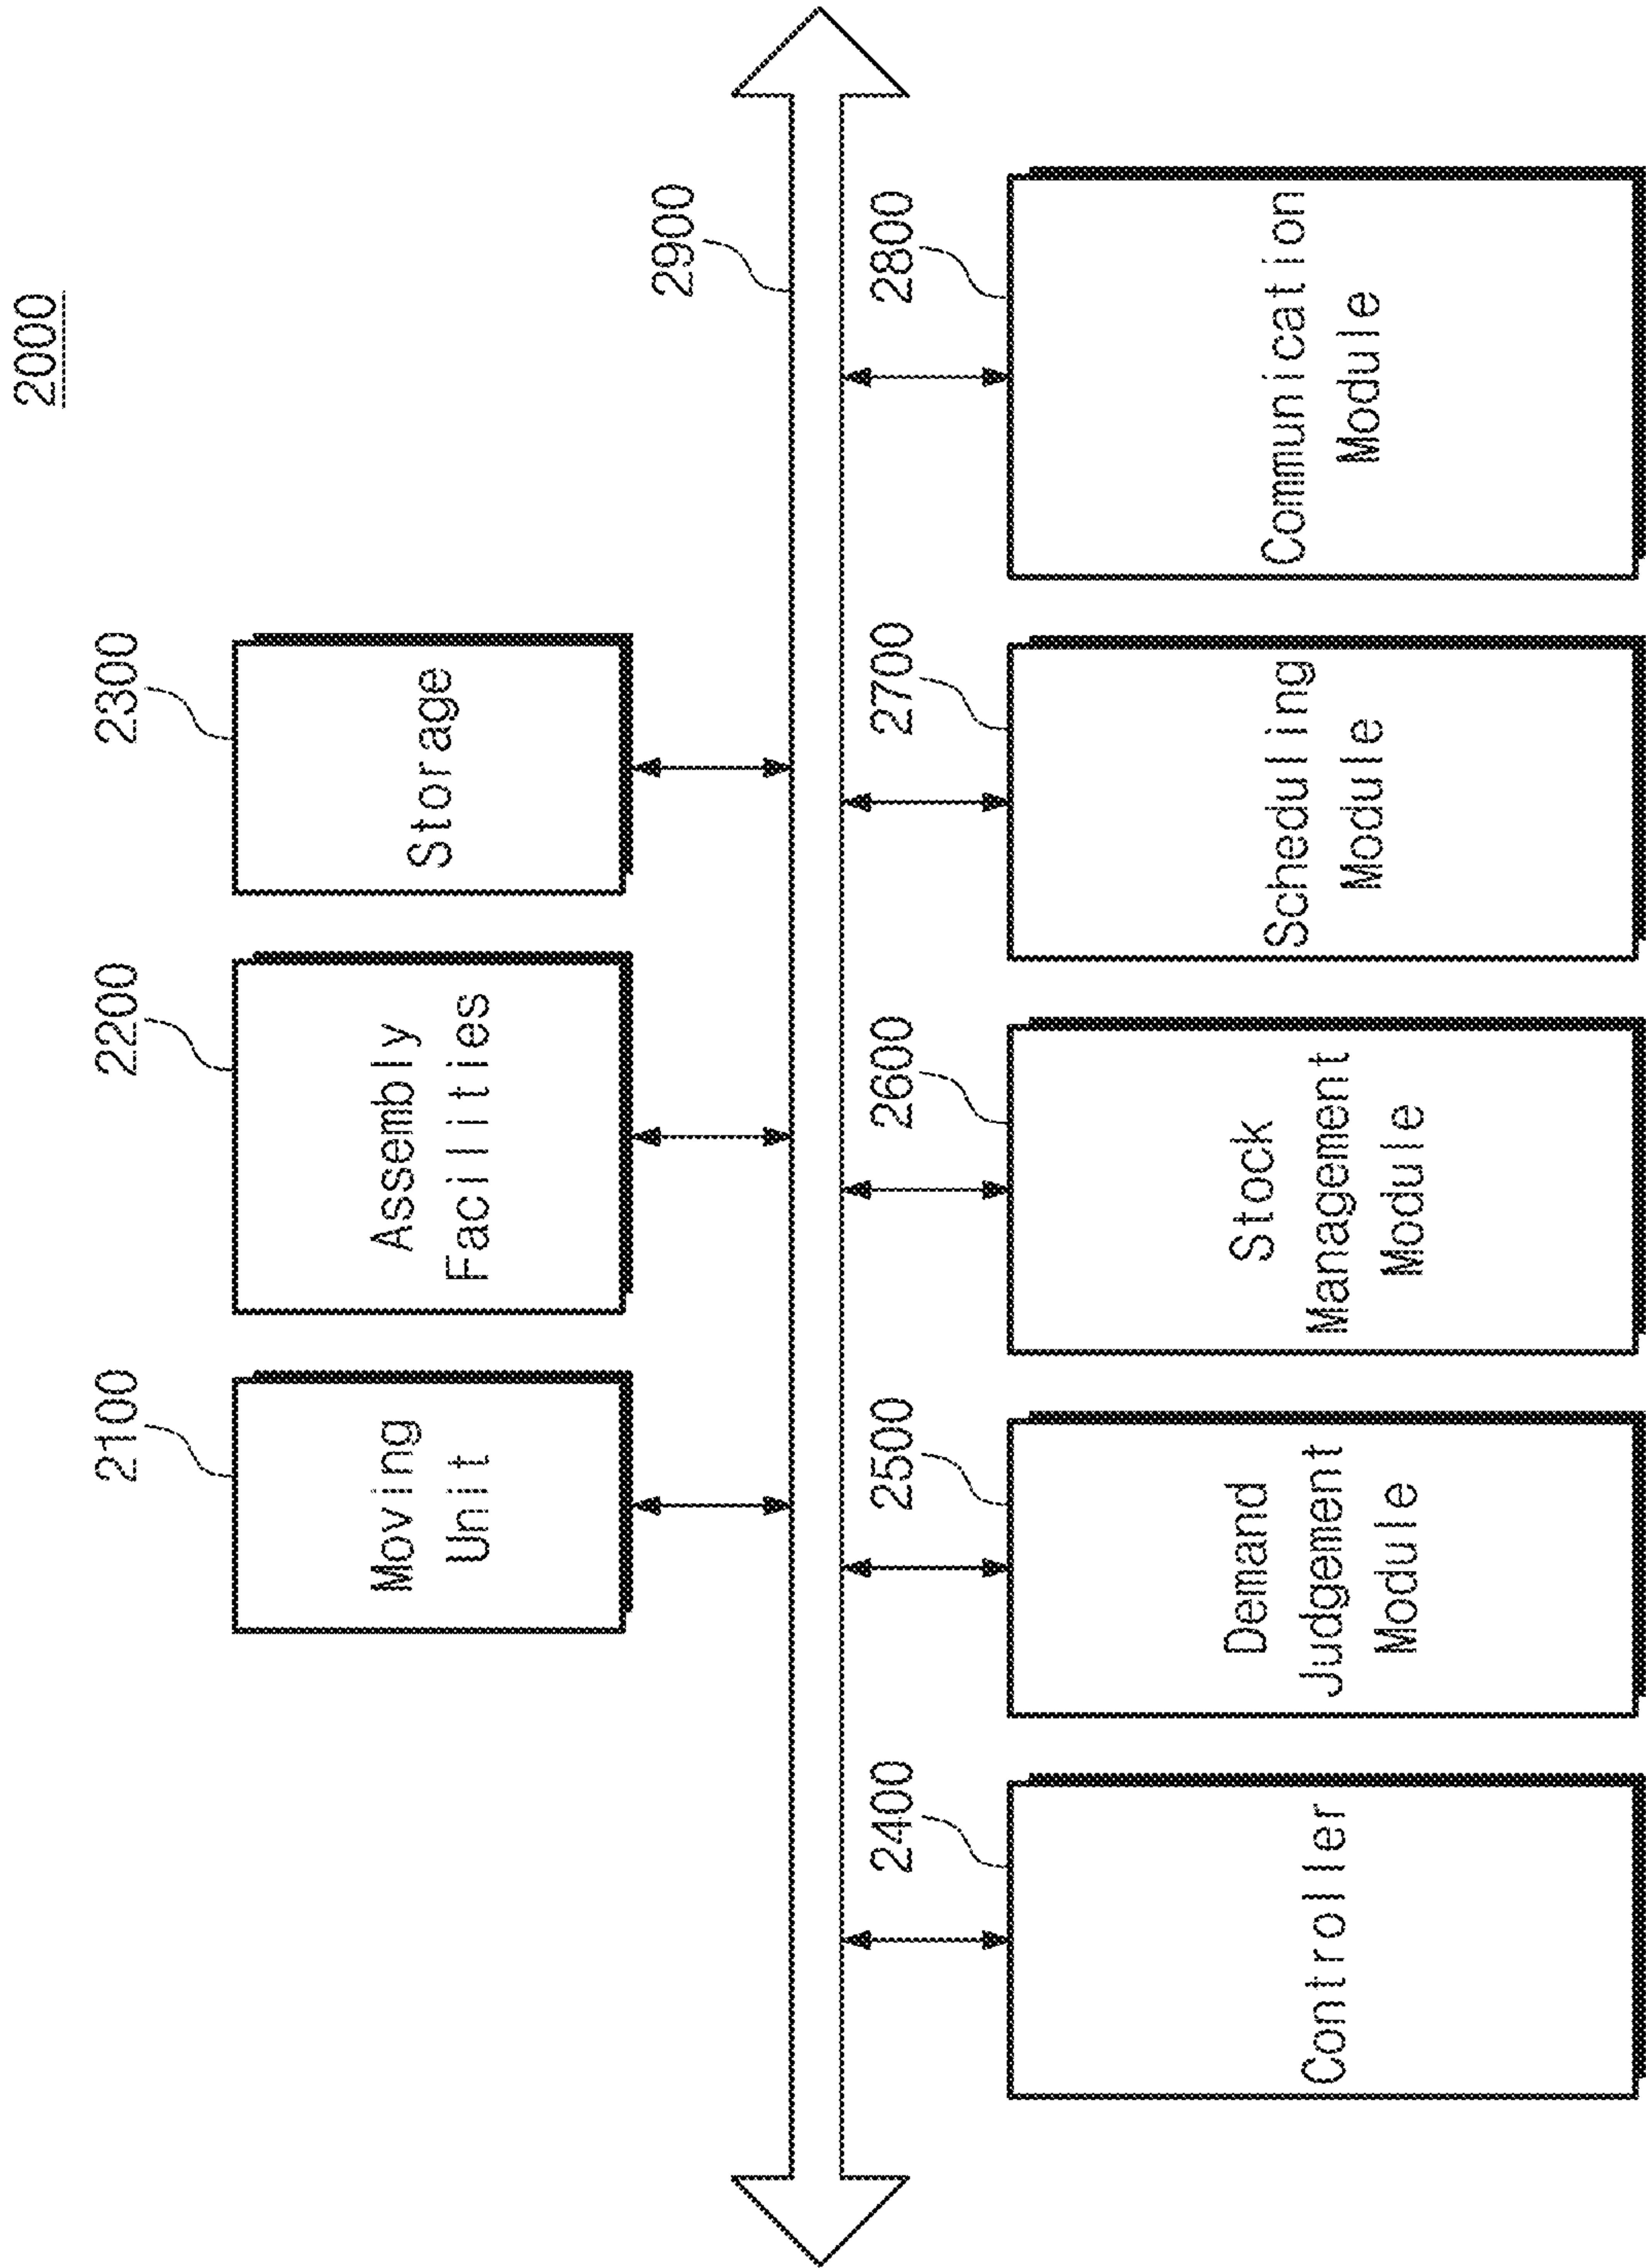 2000
2100
Moving
Unit
2200
Assembly
Facilities
2300
Storage
2900
2400
Controller
2500
Demand
Judgement
Module
2600
Stock
Management
Module
2700
Scheduling
Module
2800
Communication
Module